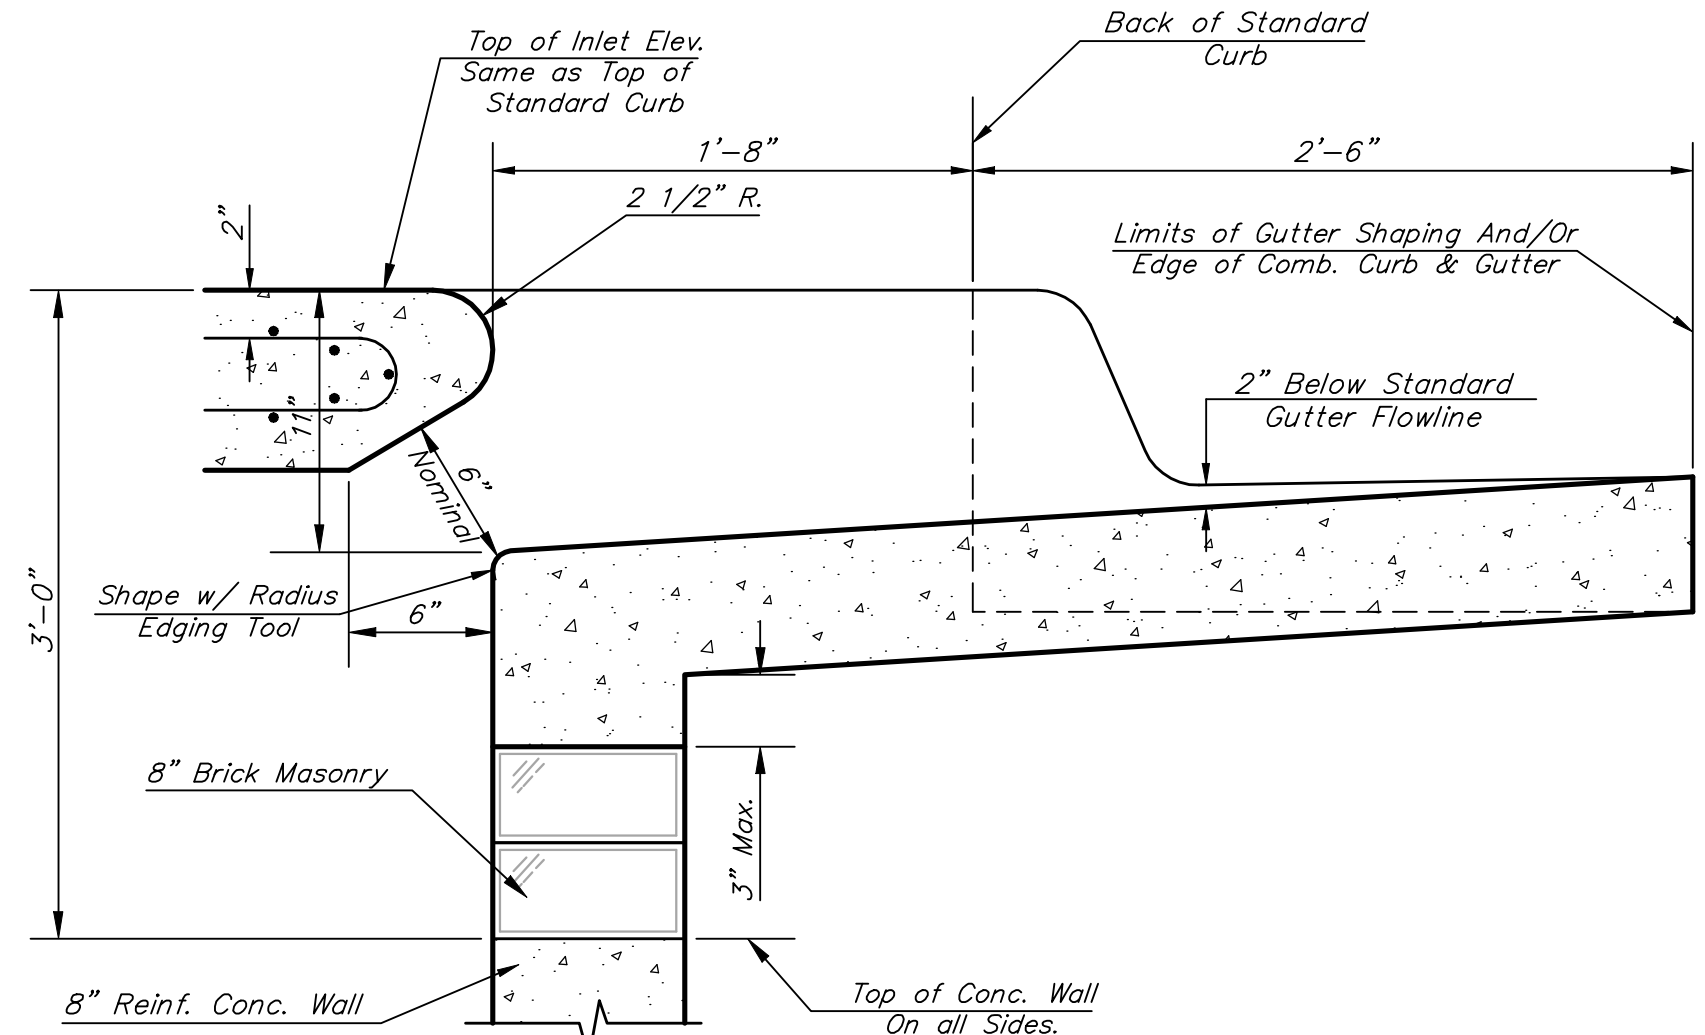 Back of Standard
Curb
Top of Inlet Elev.
Same as Top of
Standard Curb
1'-8"
2'-6"
2 1/2" R.
2"
Limits of Gutter Shaping And/Or
Edge of Comb. Curb & Gutter
2" Below Standard
Gutter Flowline
11"
6"
Nominal
3'-0"
Shape w/ Radius
Edging Tool
6"
8" Brick Masonry
3" Max.
8" Reinf. Conc. Wall
Top of Conc. Wall
On all Sides.